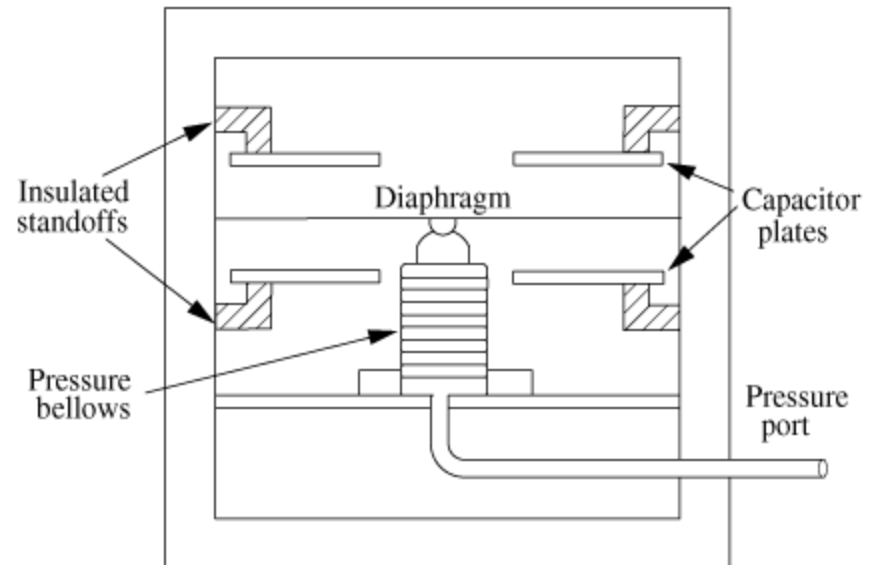 Diaphragm
Insulated
standoffs
Capacitor
plates
Pressure
bellows
Pressure
port